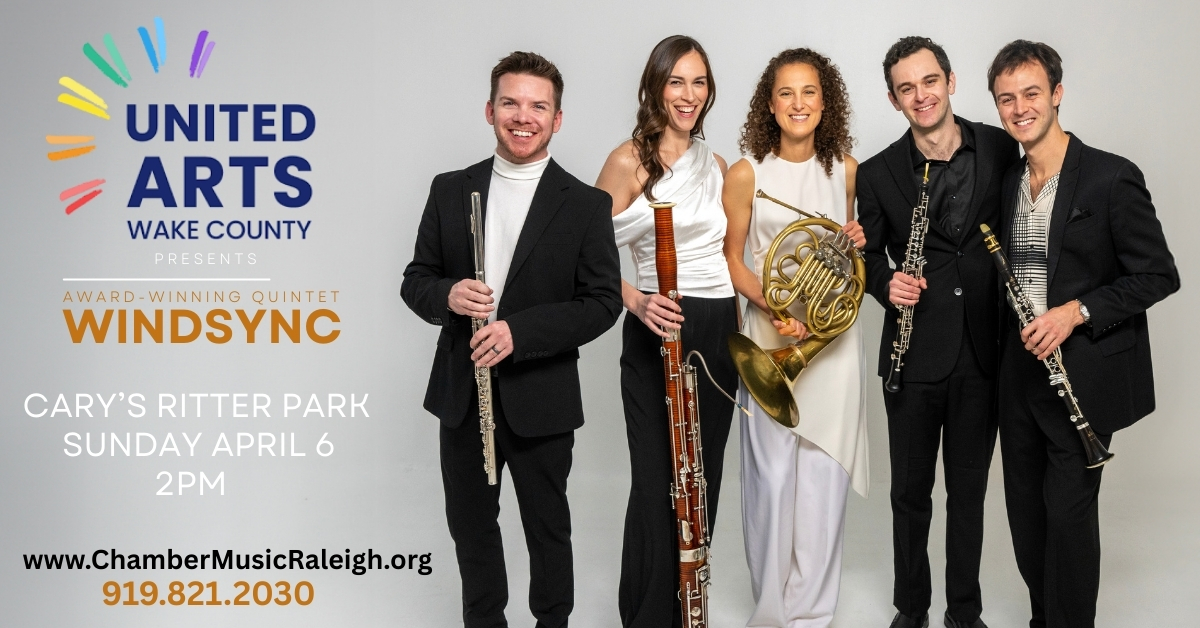 UNITED
ARTS
WAKE COUNTY
PRESENTS
AWARD-WINNING QUINTET
WINDSYNC
CARY'S RITTER PARK
SUNDAY APRIL 6
2PM
www.ChamberMusicRaleigh.org
919.821.2030